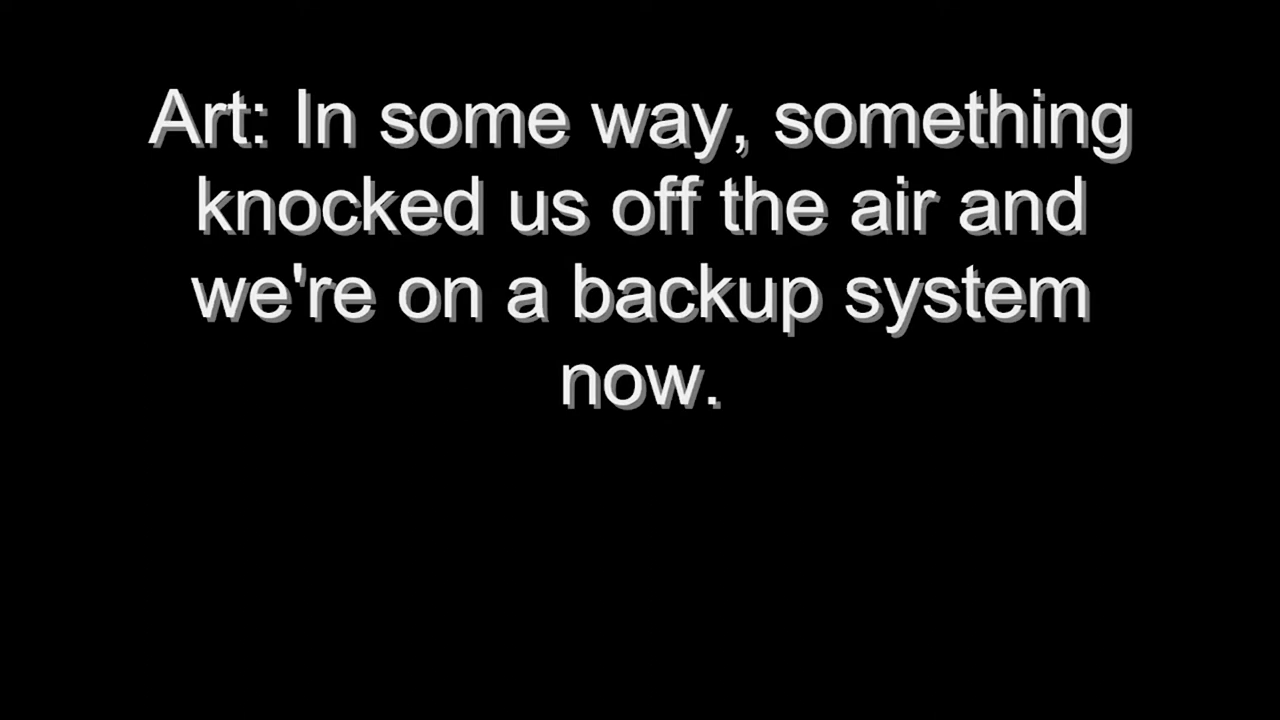 Art: In some way, something
knocked us off the air and
we're on a backup system
now.